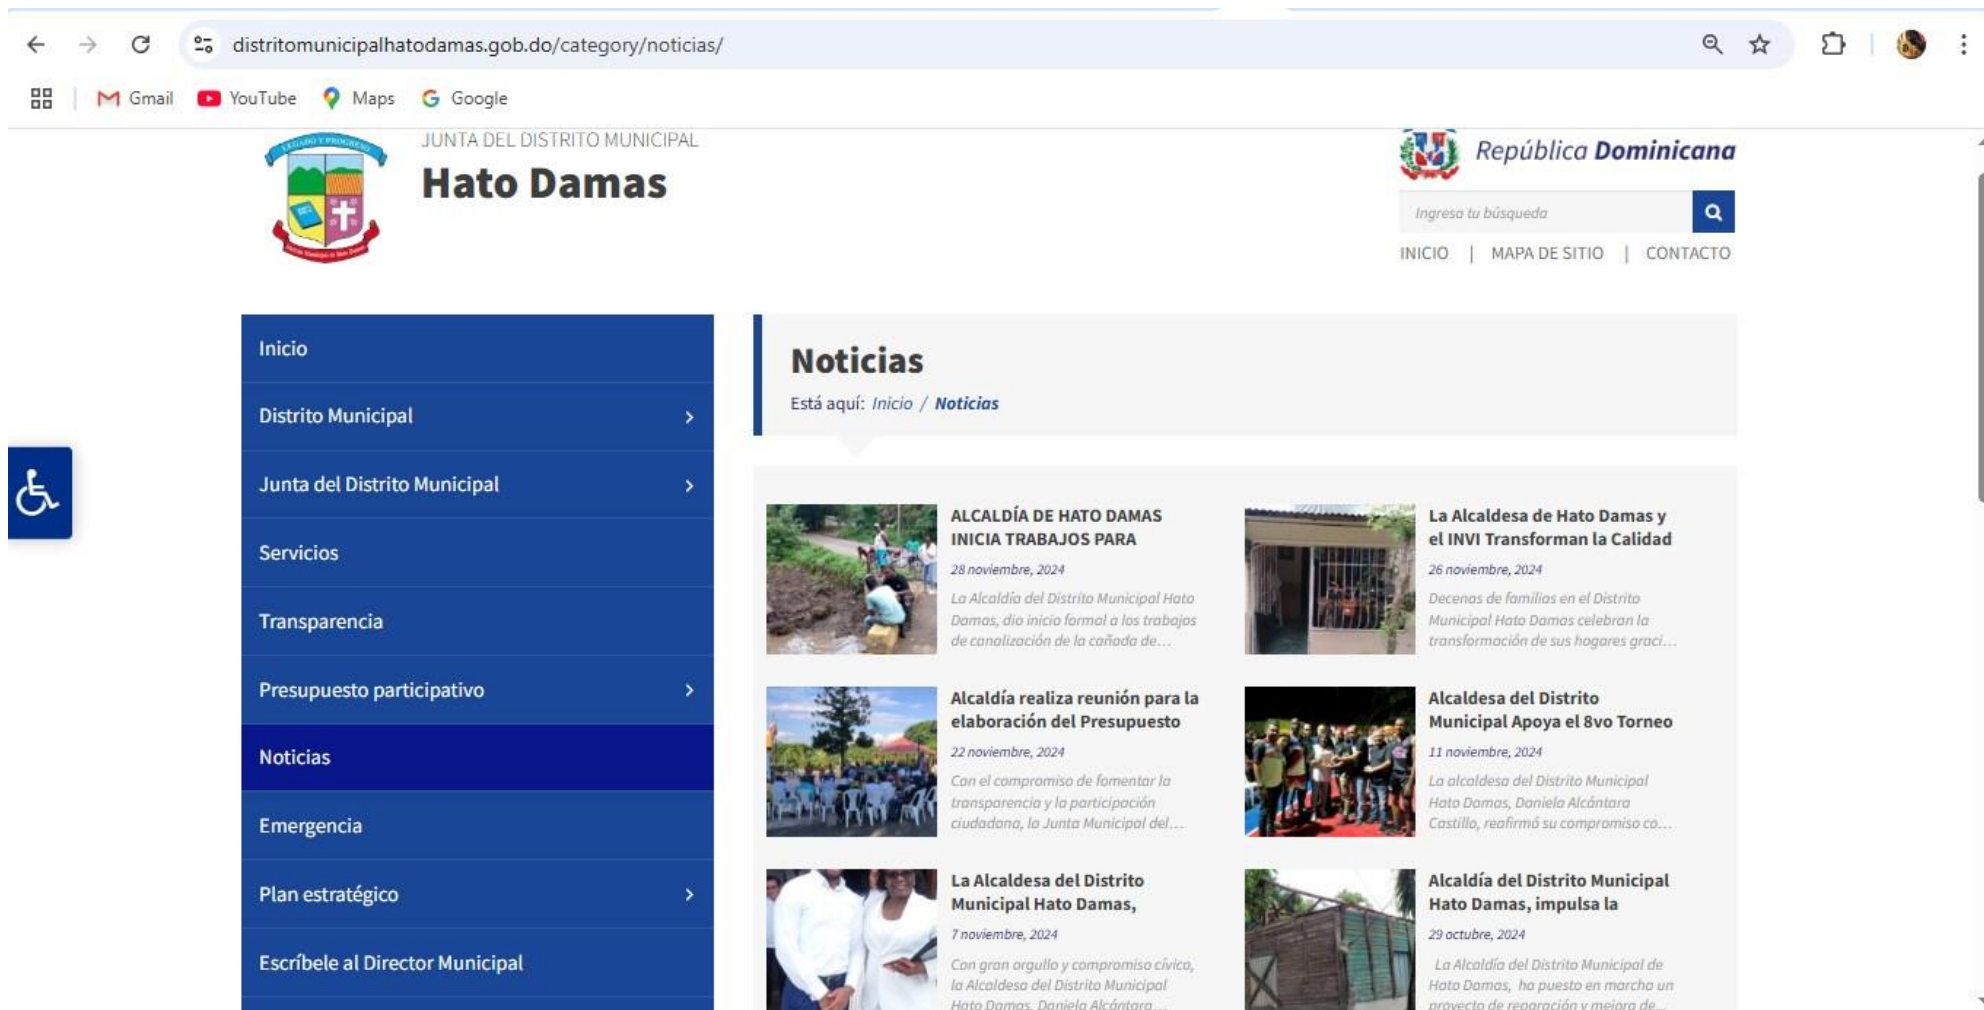 distritomunicipalhatodamas.gob.do/category/noticias/
Gmail YouTube Maps Google
LEGADO Y PROGRESO
JUNTA DEL DISTRITO MUNICIPAL
Hato Damas
República Dominicana
Ingresa tu búsqueda
INICIO | MAPA DE SITIO | CONTACTO
Inicio
Distrito Municipal
Junta del Distrito Municipal
Servicios
Transparencia
Presupuesto participativo
Noticias
Emergencia
Plan estratégico
Escríbele al Director Municipal
Noticias
Está aquí: Inicio / Noticias
ALCALDÍA DE HATO DAMAS
INICIA TRABAJOS PARA
28 noviembre, 2024
La Alcaldía del Distrito Municipal Hato
Damas, dio inicio formal a los trabajos
de canalización de la cañada de...
La Alcaldesa de Hato Damas y
el INVI Transforman la Calidad
26 noviembre, 2024
Decenas de familias en el Distrito
Municipal Hato Damas celebran la
transformación de sus hogares graci...
Alcaldía realiza reunión para la
elaboración del Presupuesto
22 noviembre, 2024
Con el compromiso de fomentar la
transparencia y la participación
ciudadana, la Junta Municipal del...
Alcaldesa del Distrito
Municipal Apoya el 8vo Torneo
11 noviembre, 2024
La alcaldesa del Distrito Municipal
Hato Damas, Daniela Alcántara
Castillo, reafirmó su compromiso co...
La Alcaldesa del Distrito
Municipal Hato Damas,
7 noviembre, 2024
Con gran orgullo y compromiso cívico,
la Alcaldesa del Distrito Municipal
Hato Damas, Daniela Alcántara...
Alcaldía del Distrito Municipal
Hato Damas, impulsa la
29 octubre, 2024
La Alcaldía del Distrito Municipal de
Hato Damas, ha puesto en marcha un
proyecto de reparación y mejora de...